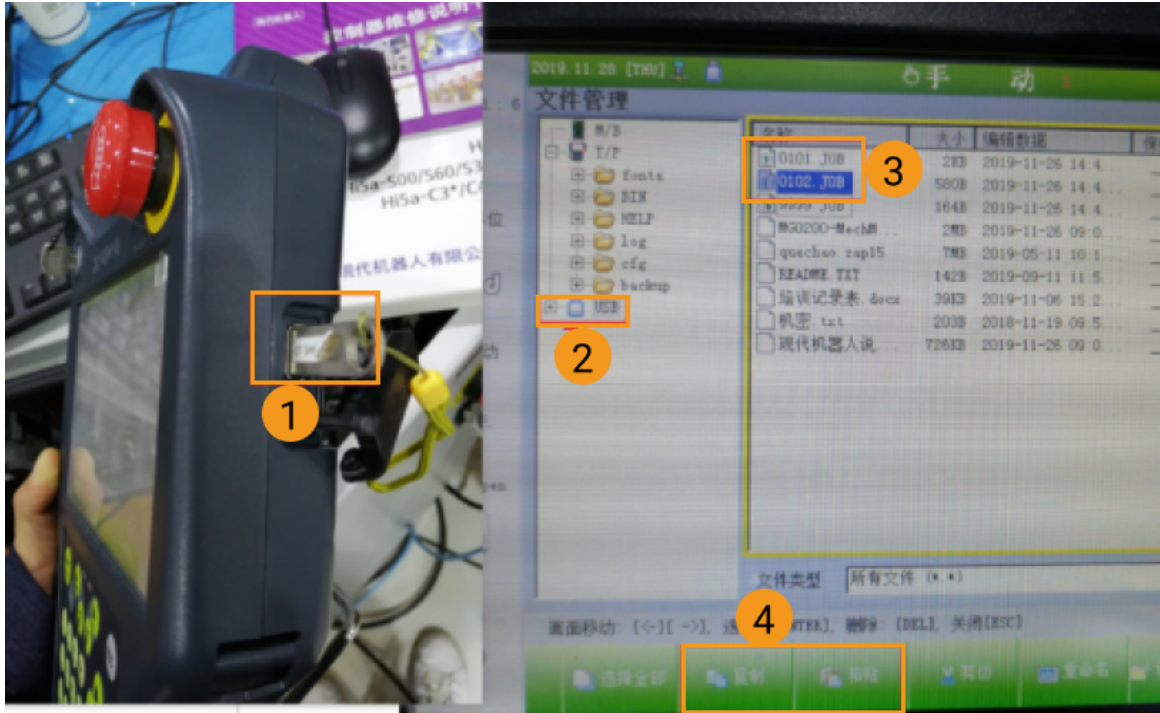 控制器维修说明
Hi5a-S00/S60/S3
Hi5a-C3*/C
现代机器人有限公
1
2019.11.28 [THU]
手 动
文件管理
M/B
T/P
fonts
BIN
HELP
log
cfg
backup
USB
2
名称 大小 编辑数据
0101.JOB 2KB 2019-11-26 14:4...
0102.JOB 580B 2019-11-26 14:4...
9999.JOB 164B 2019-11-26 14:4...
2MB 2019-11-26 09:0...
7MB 2019-05-11 10:1...
README.TXT 142B 2019-09-11 11:5...
培训记录表.docx 39KB 2019-11-06 15:2...
机密.txt 203B 2018-11-19 09:5...
现代机器人说... 726KB 2019-11-26 09:0...
3
文件类型 所有文件 (*.*)
画面移动: [<-][ ->], 删除: [DEL], 关闭[ESC]
4
选择全部 复制 粘贴 剪切 重命名